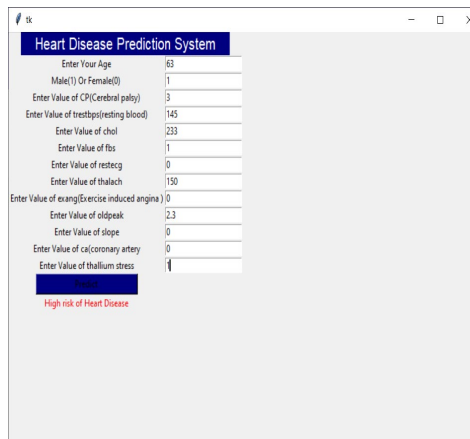 tk
Heart Disease Prediction System
Enter Your Age 63
Male(1) Or Female(0) 1
Enter Value of CP(Cerebral palsy) 3
Enter Value of trestbps(resting blood) 145
Enter Value of chol 233
Enter Value of fbs 1
Enter Value of restecg 0
Enter Value of thalach 150
Enter Value of exang(Exercise induced angina ) 0
Enter Value of oldpeak 2.3
Enter Value of slope 0
Enter Value of ca(coronary artery 0
Enter Value of thallium stress 1
Predict
High risk of Heart Disease